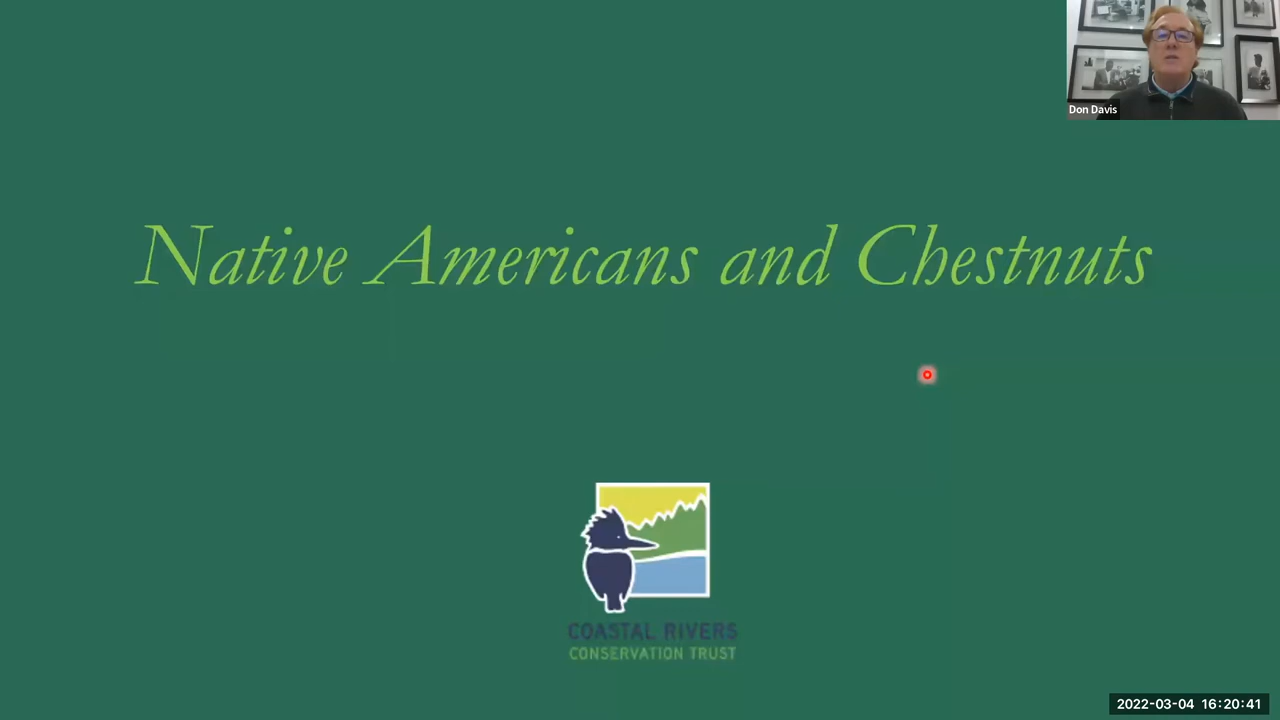 Don Davis
Native Americans and Chestnuts
COASTAL RIVERS
CONSERVATION TRUST
2022-03-04 16:20:41